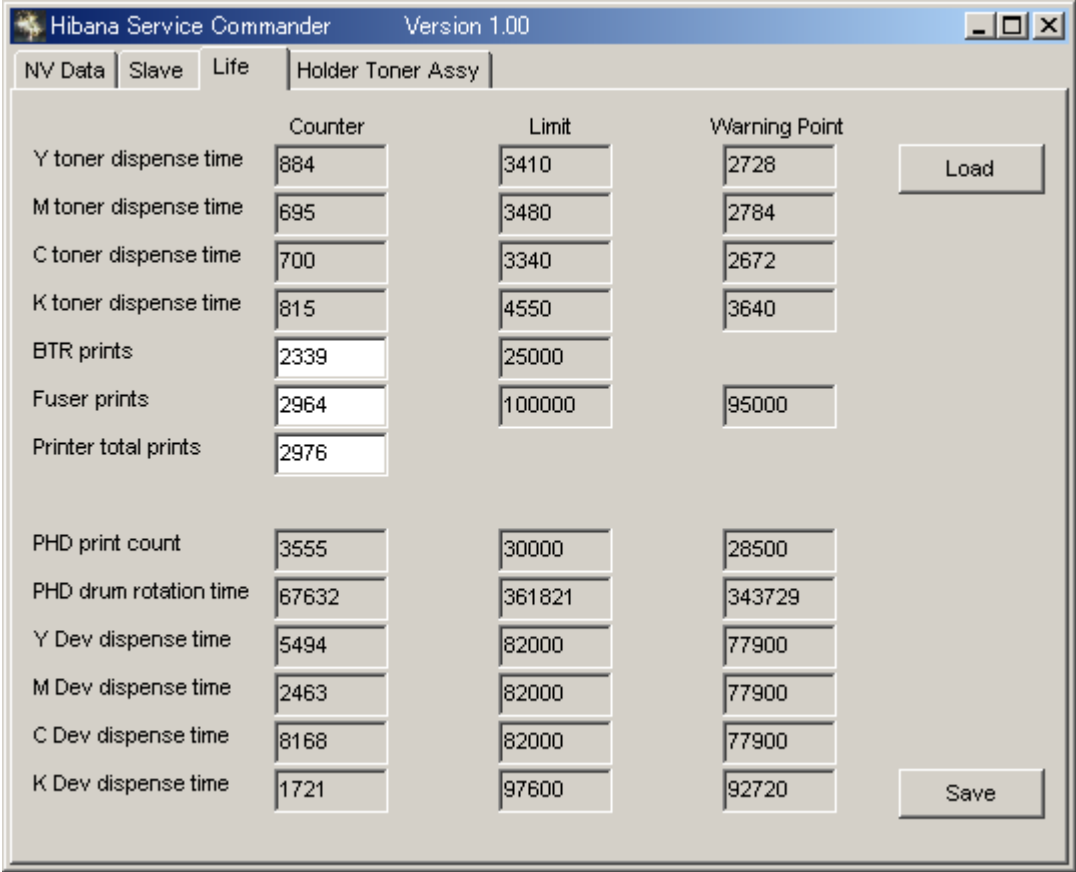 Hibana Service Commander Version 1.00
NV Data Slave Life Holder Toner Assy
Counter Limit Warning Point
Y toner dispense time 884 3410 2728 Load
M toner dispense time 695 3480 2784
C toner dispense time 700 3340 2672
K toner dispense time 815 4550 3640
BTR prints 2339 25000
Fuser prints 2964 100000 95000
Printer total prints 2976
PHD print count 3555 30000 28500
PHD drum rotation time 67632 361821 343729
Y Dev dispense time 5494 82000 77900
M Dev dispense time 2463 82000 77900
C Dev dispense time 8168 82000 77900
K Dev dispense time 1721 97600 92720 Save